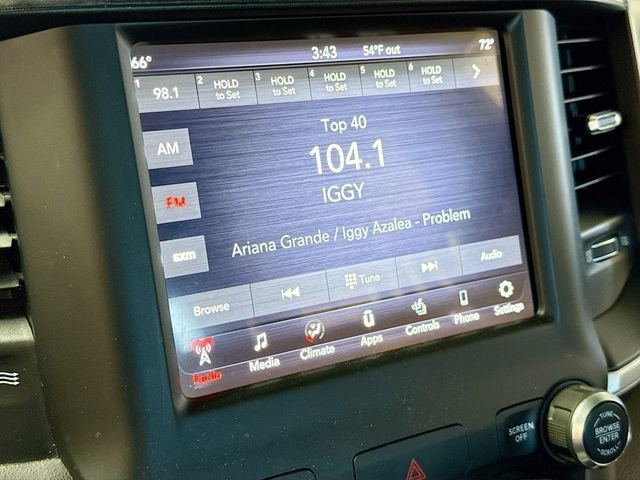 66° 3:43 54°F out 72°
1 98.1 2 HOLD to Set 3 HOLD to Set 4 HOLD to Set 5 HOLD to Set 6 HOLD to Set
Top 40
AM
104.1
IGGY
FM
Ariana Grande / Iggy Azalea - Problem
sxm
Browse Tune Audio
Radio Media Climate Apps Controls Phone Settings
SCREEN OFF
TUNE
BROWSE
ENTER
SCROLL